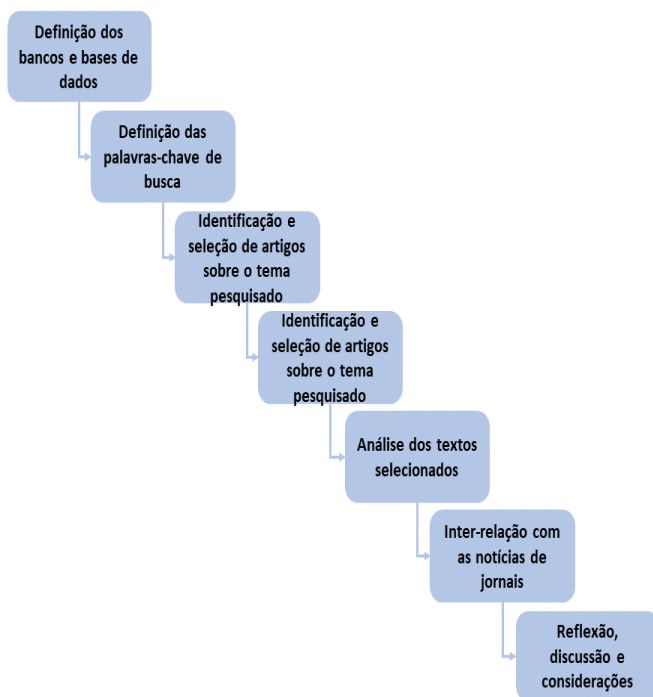 Definição dos
bancos e bases de
dados
Definição das
palavras-chave de
busca
Identificação e
seleção de artigos
sobre o tema
pesquisado
Identificação e
seleção de artigos
sobre o tema
pesquisado
Análise dos textos
selecionados
Inter-relação com
as notícias de
jornais
Reflexão,
discussão e
considerações